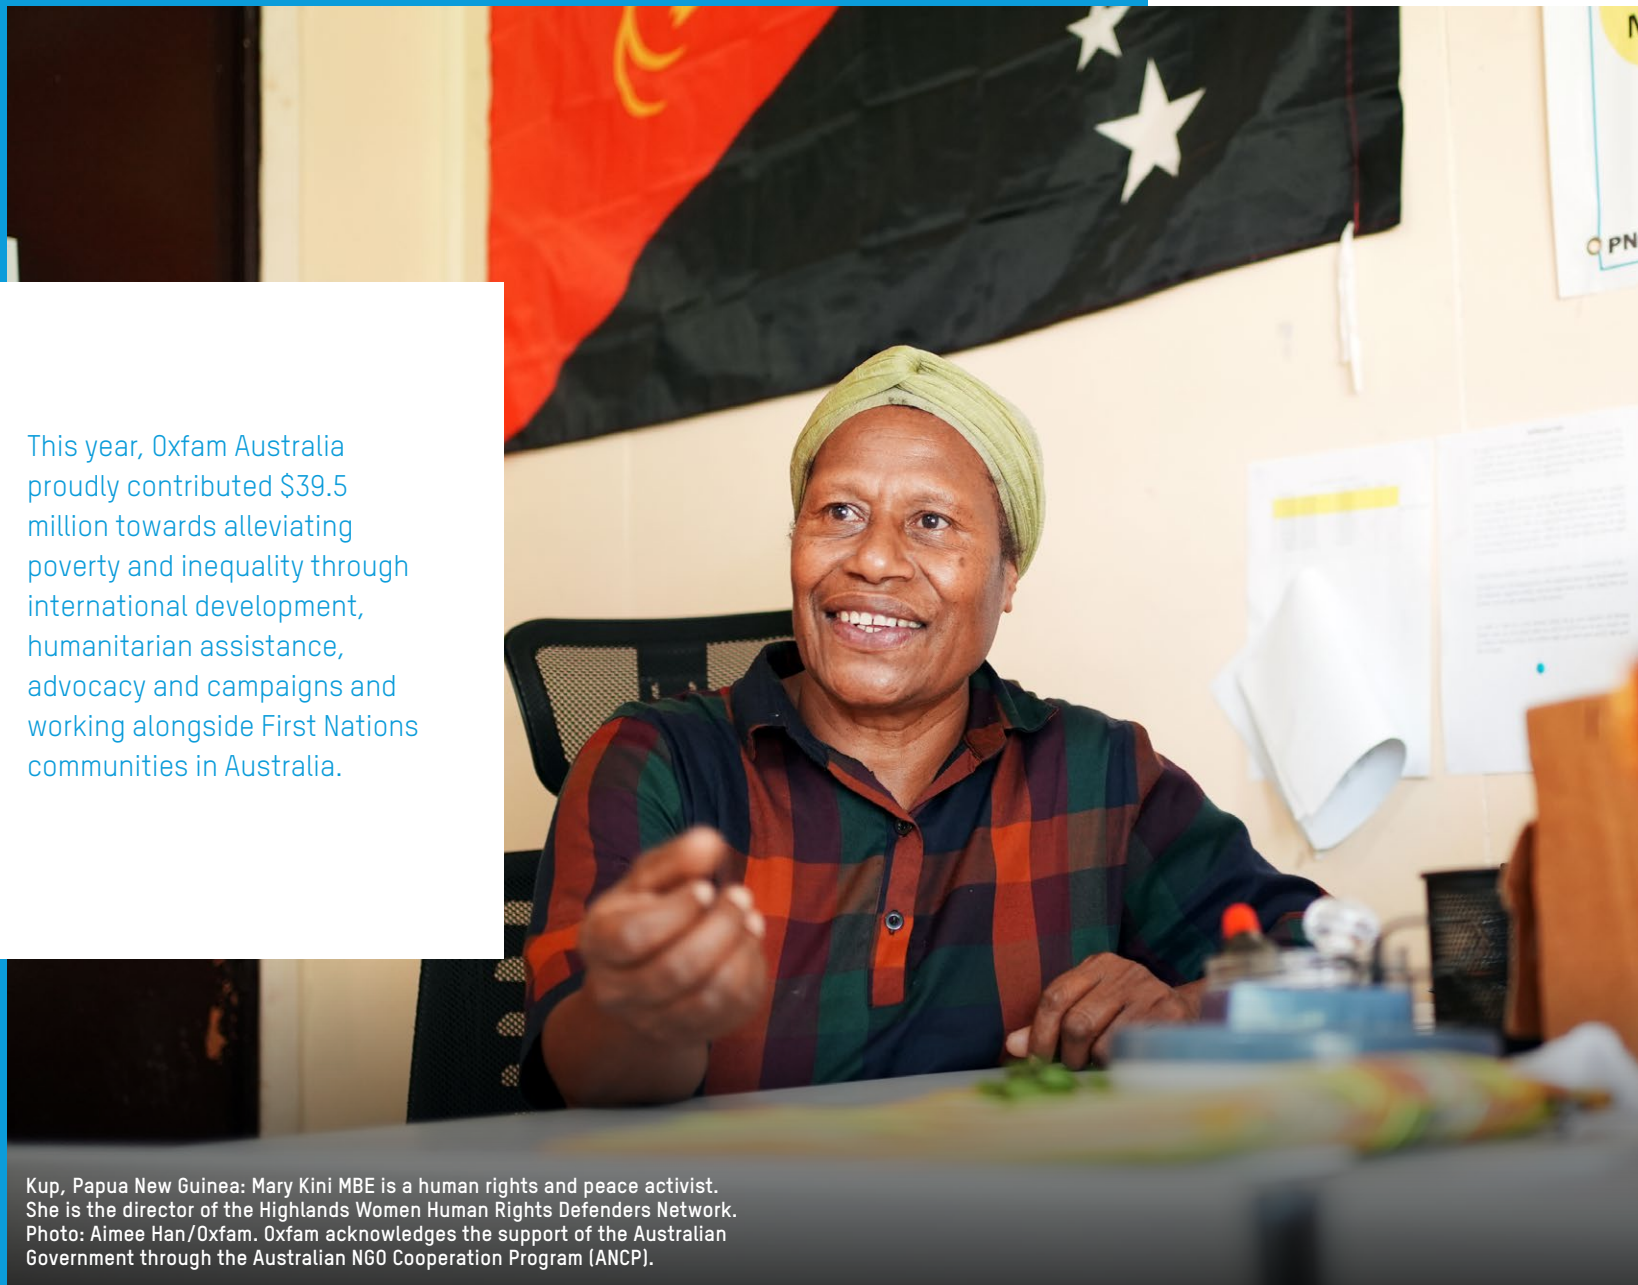 This year, Oxfam Australia
proudly contributed $39.5
million towards alleviating
poverty and inequality through
international development,
humanitarian assistance,
advocacy and campaigns and
working alongside First Nations
communities in Australia.
PN
Kup, Papua New Guinea: Mary Kini MBE is a human rights and peace activist.
She is the director of the Highlands Women Human Rights Defenders Network.
Photo: Aimee Han/Oxfam. Oxfam acknowledges the support of the Australian
Government through the Australian NGO Cooperation Program (ANCP).